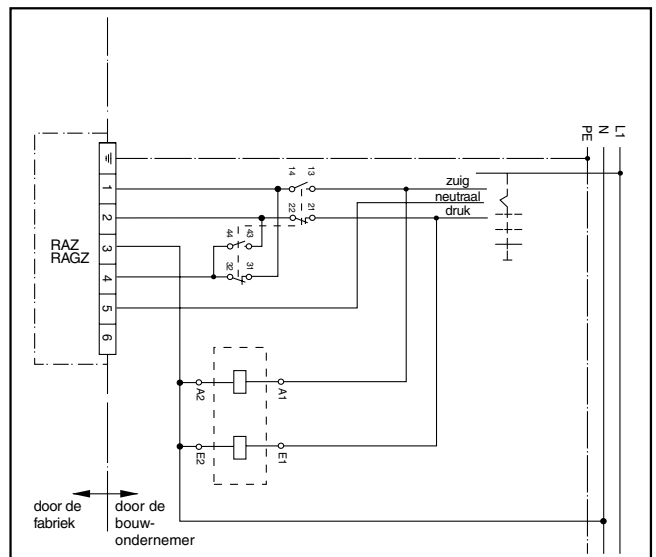 PE
N
L1
1
2
3
4
5
6
RAZ
RAGZ
14
13
22
21
44
43
32
31
zuig
neutraal
druk
A2
A1
E2
E1
door de
fabriek
door de
bouw-
ondernemer